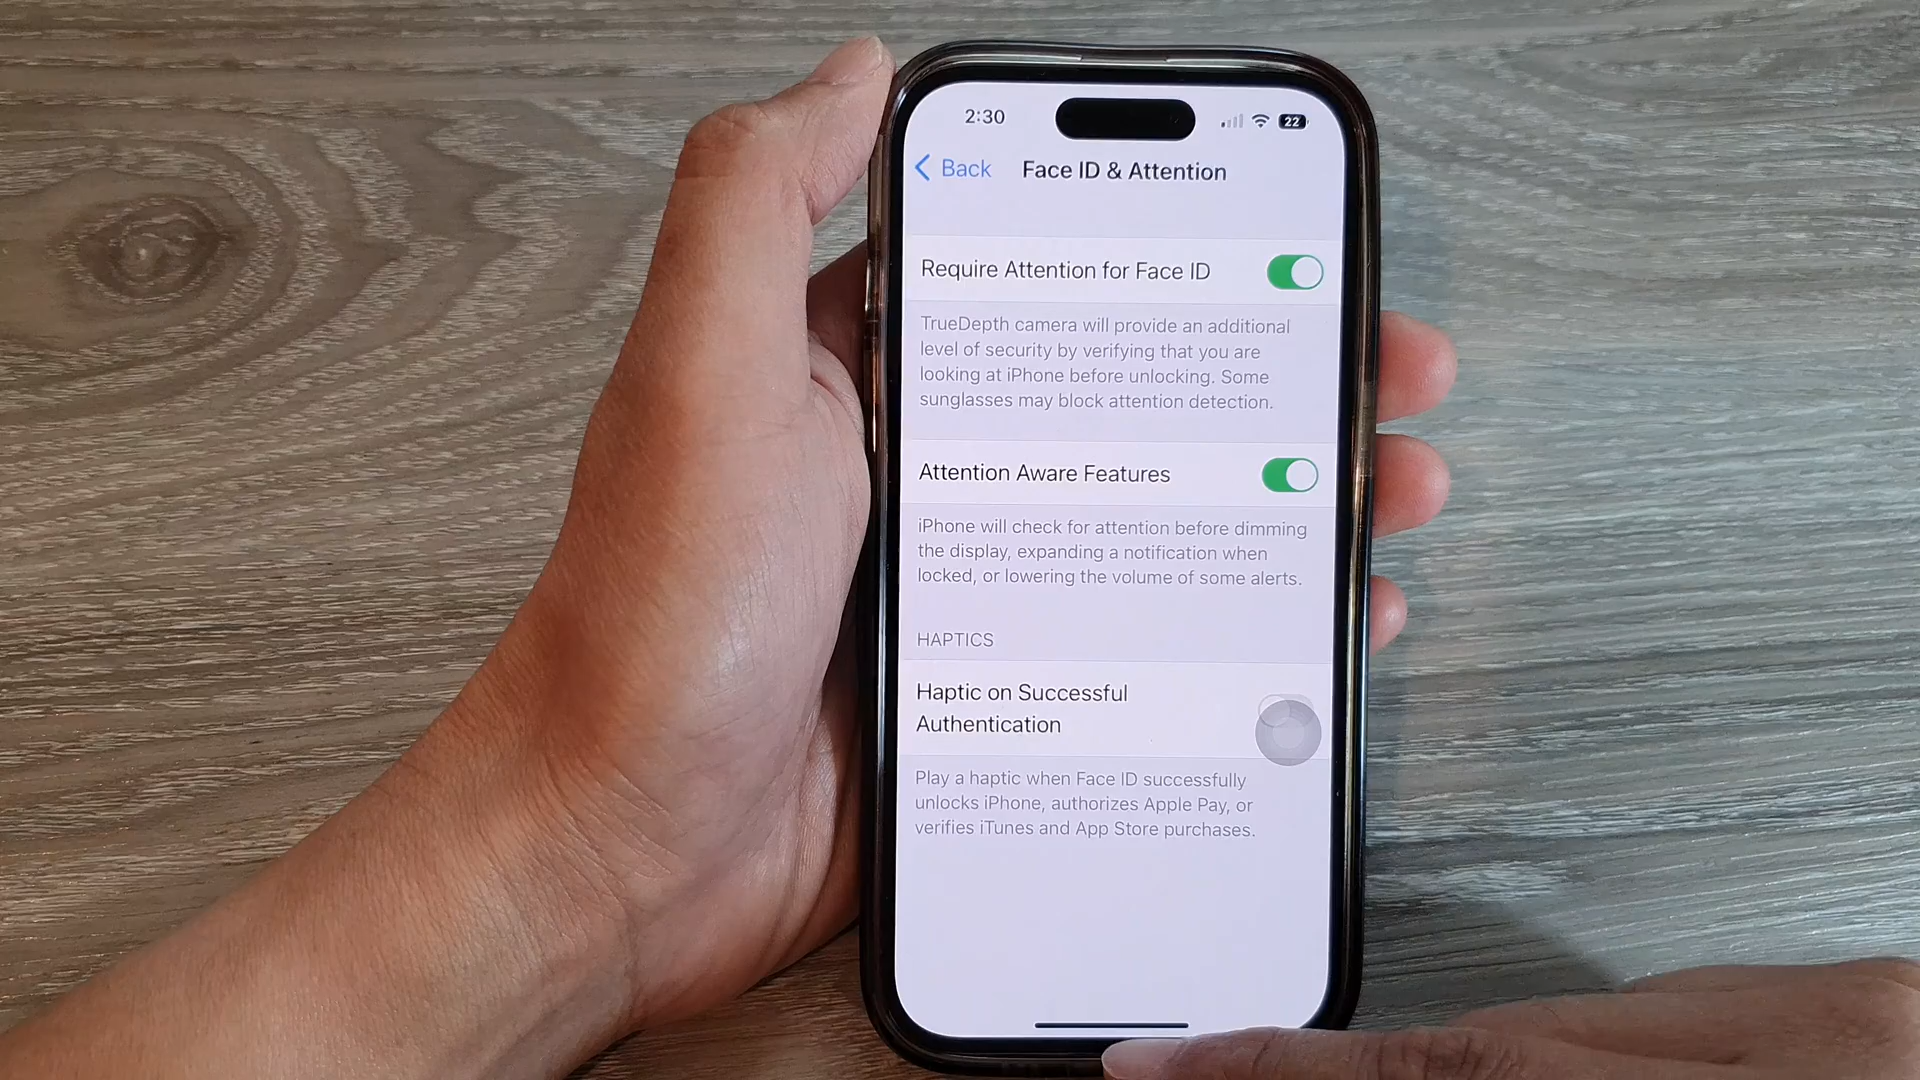 2:30
22
Back
Face ID & Attention
Require Attention for Face ID
TrueDepth camera will provide an additional
level of security by verifying that you are
looking at iPhone before unlocking. Some
sunglasses may block attention detection.
Attention Aware Features
iPhone will check for attention before dimming
the display, expanding a notification when
locked, or lowering the volume of some alerts.
HAPTICS
Haptic on Successful
Authentication
Play a haptic when Face ID successfully
unlocks iPhone, authorizes Apple Pay, or
verifies iTunes and App Store purchases.